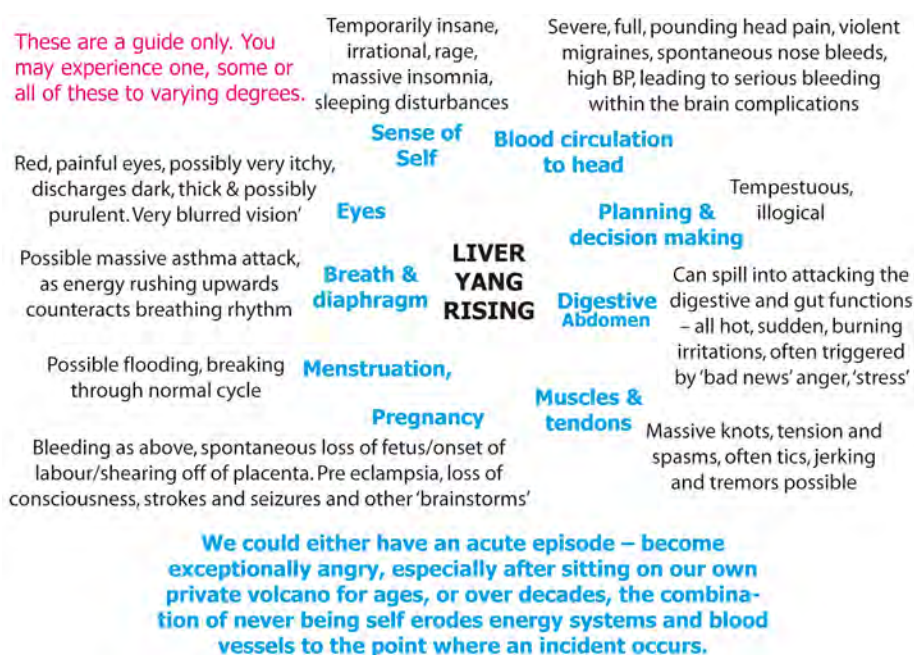 These are a guide only. You
may experience one, some or
all of these to varying degrees.
Temporarily insane,
irrational, rage,
massive insomnia,
sleeping disturbances
Sense of
Self
Severe, full, pounding head pain, violent
migraines, spontaneous nose bleeds,
high BP, leading to serious bleeding
within the brain complications
Blood circulation
to head
Red, painful eyes, possibly very itchy,
discharges dark, thick & possibly
purulent. Very blurred vision'
Eyes
Tempestuous,
illogical
Planning &
decision making
Possible massive asthma attack,
as energy rushing upwards
counteracts breathing rhythm
Breath &
diaphragm
LIVER
YANG
RISING
Digestive
Abdomen
Can spill into attacking the
digestive and gut functions
– all hot, sudden, burning
irritations, often triggered
by 'bad news' anger, 'stress'
Possible flooding, breaking
through normal cycle
Menstruation,
Pregnancy
Bleeding as above, spontaneous loss of fetus/onset of
labour/shearing off of placenta. Pre eclampsia, loss of
consciousness, strokes and seizures and other 'brainstorms'
Muscles &
tendons
Massive knots, tension and
spasms, often tics, jerking
and tremors possible
We could either have an acute episode – become
exceptionally angry, especially after sitting on our own
private volcano for ages, or over decades, the combina-
tion of never being self erodes energy systems and blood
vessels to the point where an incident occurs.